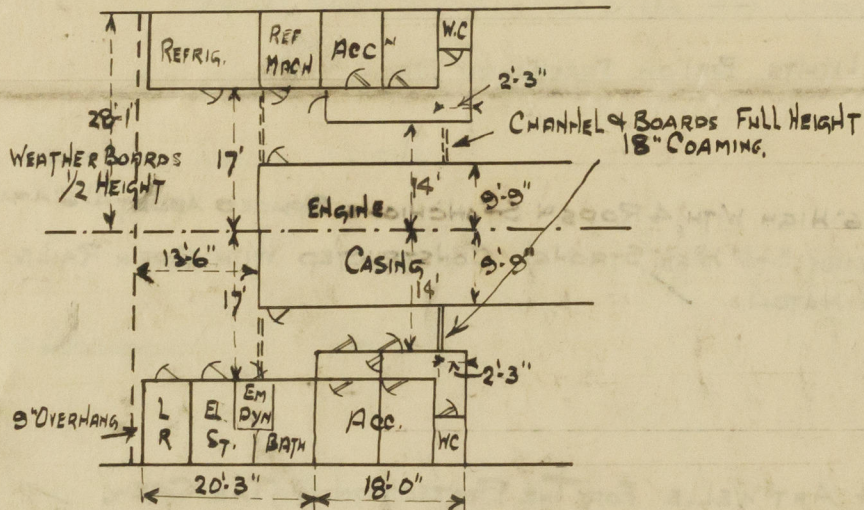 REFRIG.
REF
MACH
ACC
W.C
2'-3"
28'-1"
CHANNEL & BOARDS FULL HEIGHT
18" COAMING.
WEATHER BOARDS
1/2 HEIGHT
17'
14'
9'-9"
ENGINE
CASING
13'-6"
17'
14'
9'-9"
2'-3"
9" OVERHANG
L
R
EL
ST.
EM
DYN
BATH
ACC.
WC
20'-3"
18'-0"